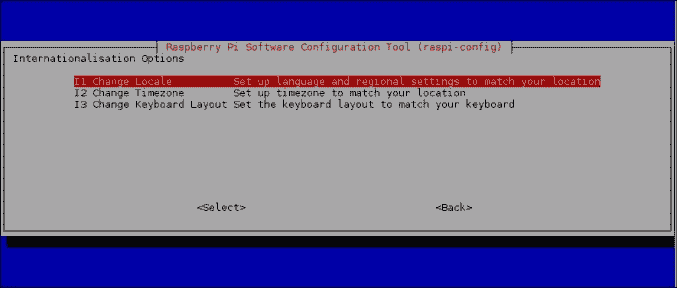 Raspberry Pi Software Configuration Tool (raspi-config)
Internationalisation Options
I1 Change Locale Set up language and regional settings to match your location
I2 Change Timezone Set up timezone to match your location
I3 Change Keyboard Layout Set the keyboard layout to match your keyboard
<Select> <Back>